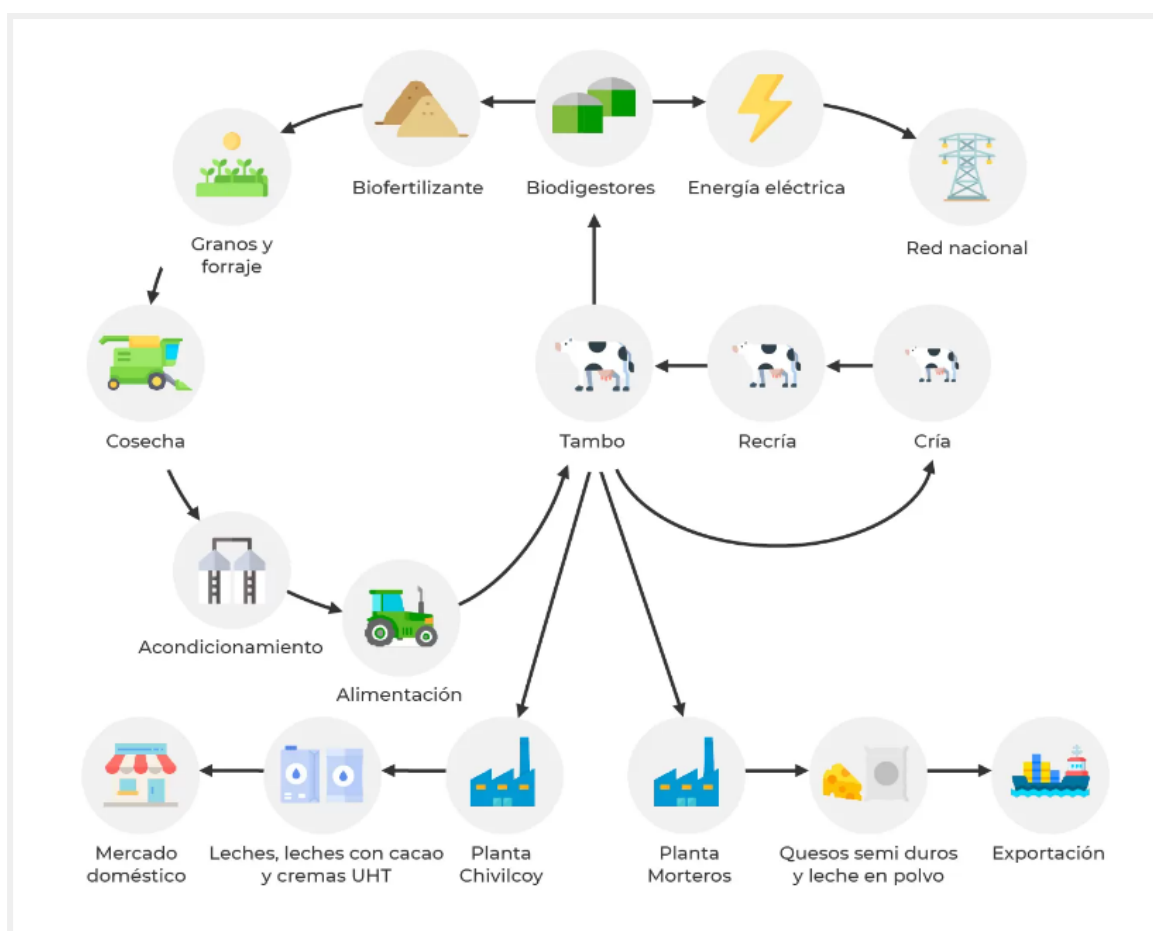 Biofertilizante
Biodigestores
Energía eléctrica
Granos y
forraje
Red nacional
Cosecha
Tambo
Recría
Cría
Acondicionamiento
Alimentación
Mercado
doméstico
Leches, leches con cacao
y cremas UHT
Planta
Chivilcoy
Planta
Morteros
Quesos semi duros
y leche en polvo
Exportación